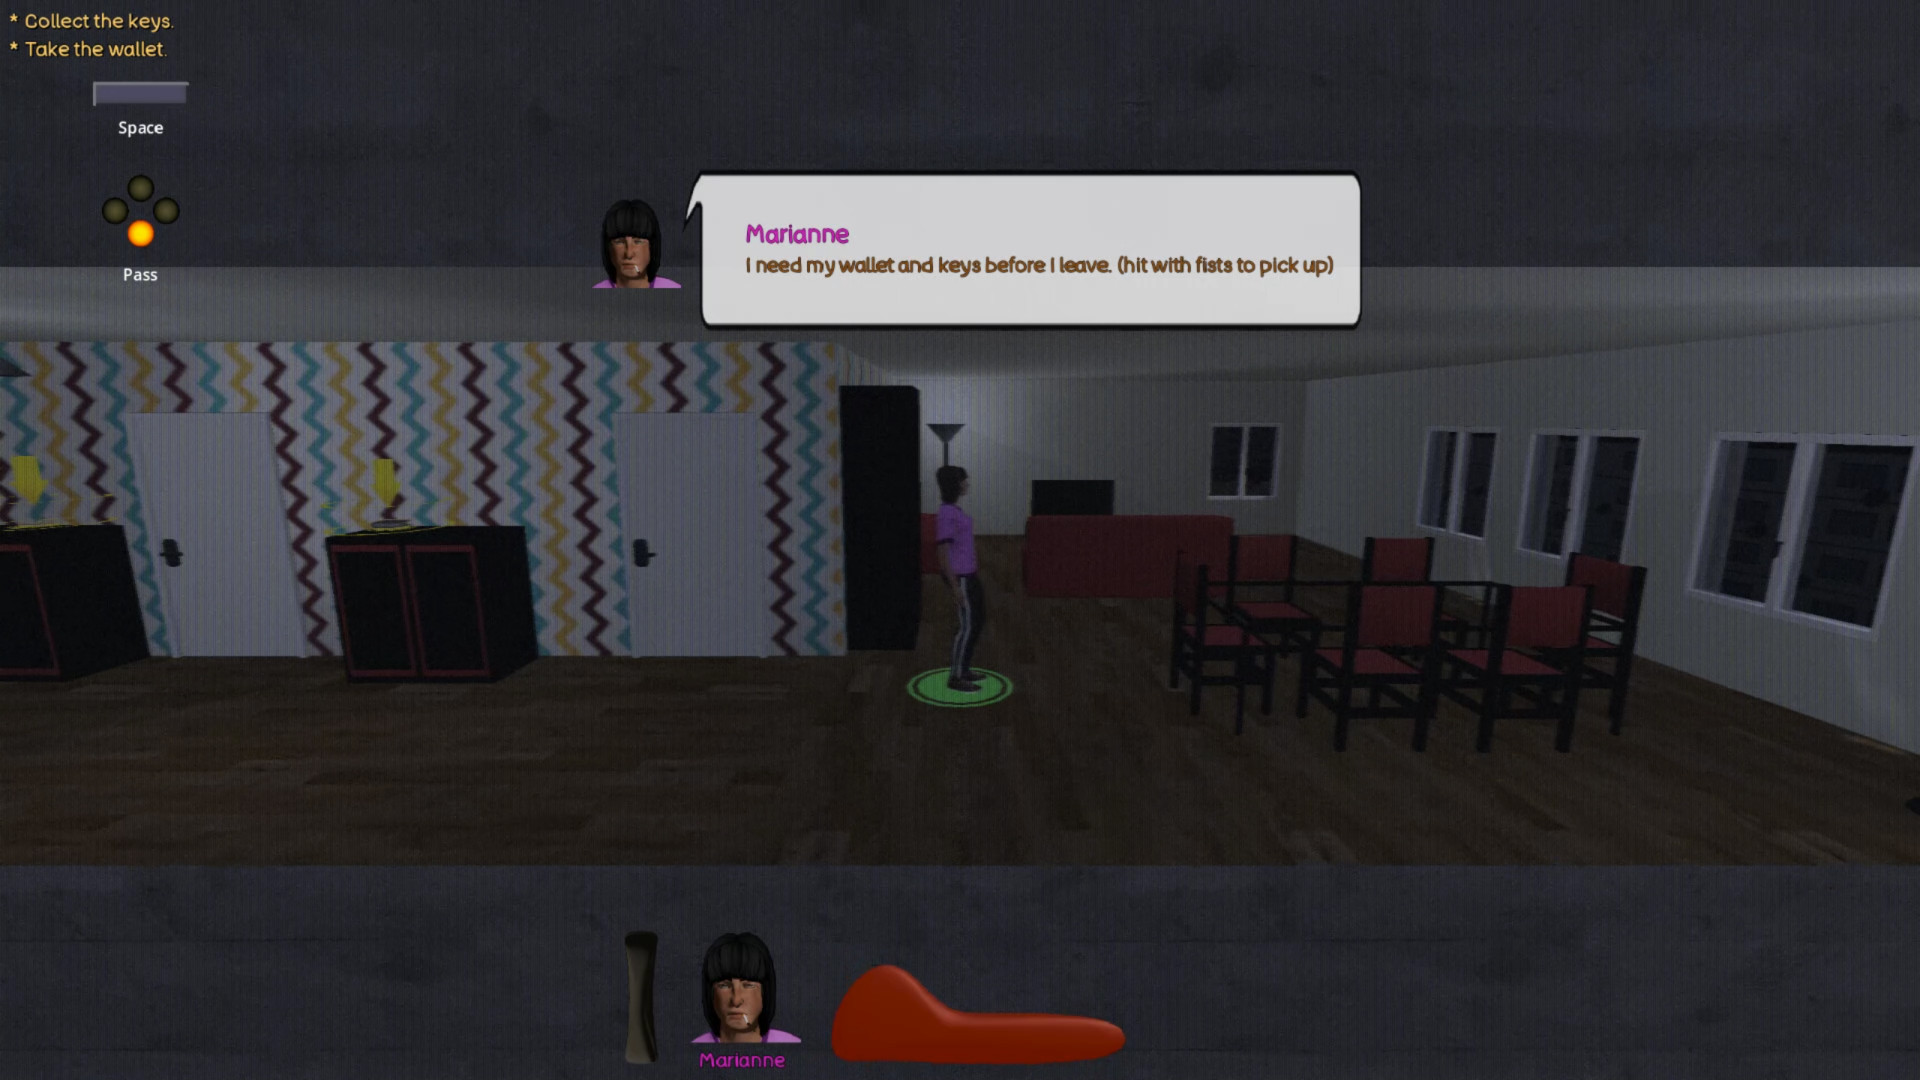 * Collect the keys.
* Take the wallet.
Space
Pass
Marianne
I need my wallet and keys before I leave. (hit with fists to pick up)
Marianne